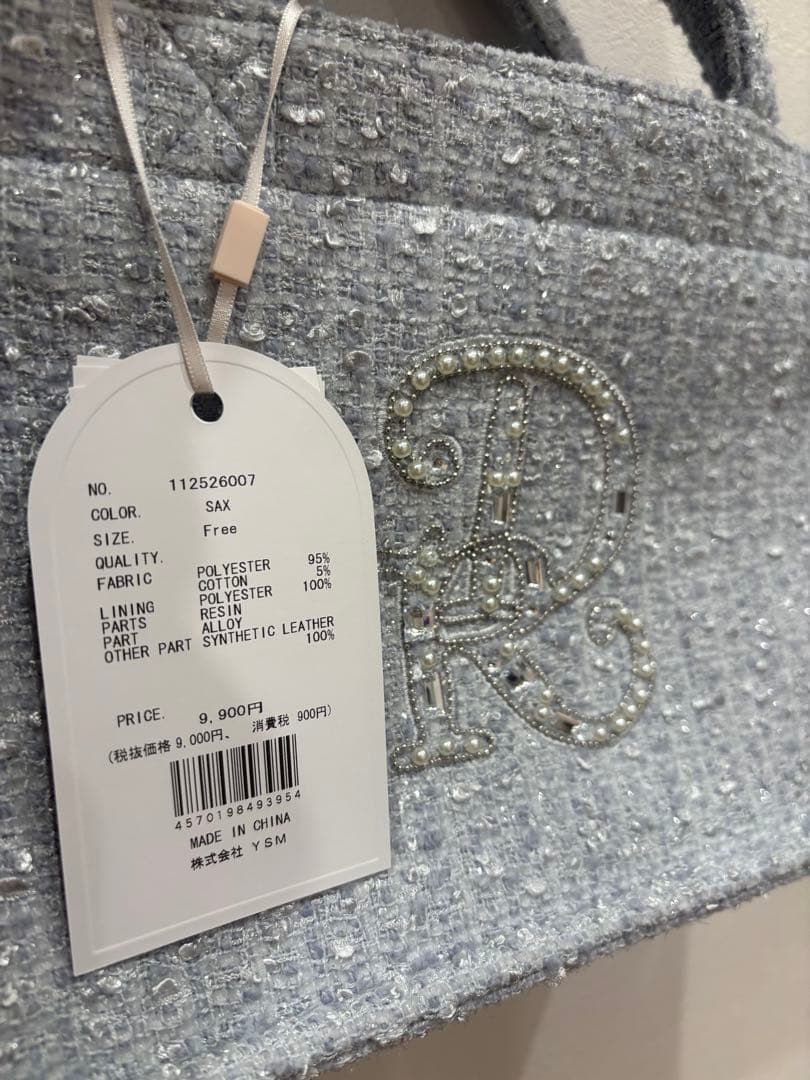 NO. 112526007
COLOR. SAX
SIZE. Free
QUALITY.
FABRIC POLYESTER 95%
COTTON 5%
LINING POLYESTER 100%
PARTS RESIN
PART ALLOY
OTHER PART SYNTHETIC LEATHER
100%
PRICE. 9,900円
(税抜価格 9,000円、 消費税 900円)
4570198493954
MADE IN CHINA
株式会社 YSM